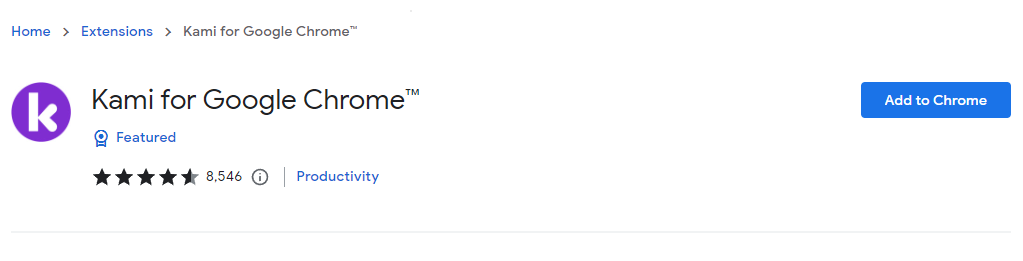 Home > Extensions > Kami for Google Chrome™
Kami for Google Chrome™
Add to Chrome
Featured
8,546 | Productivity